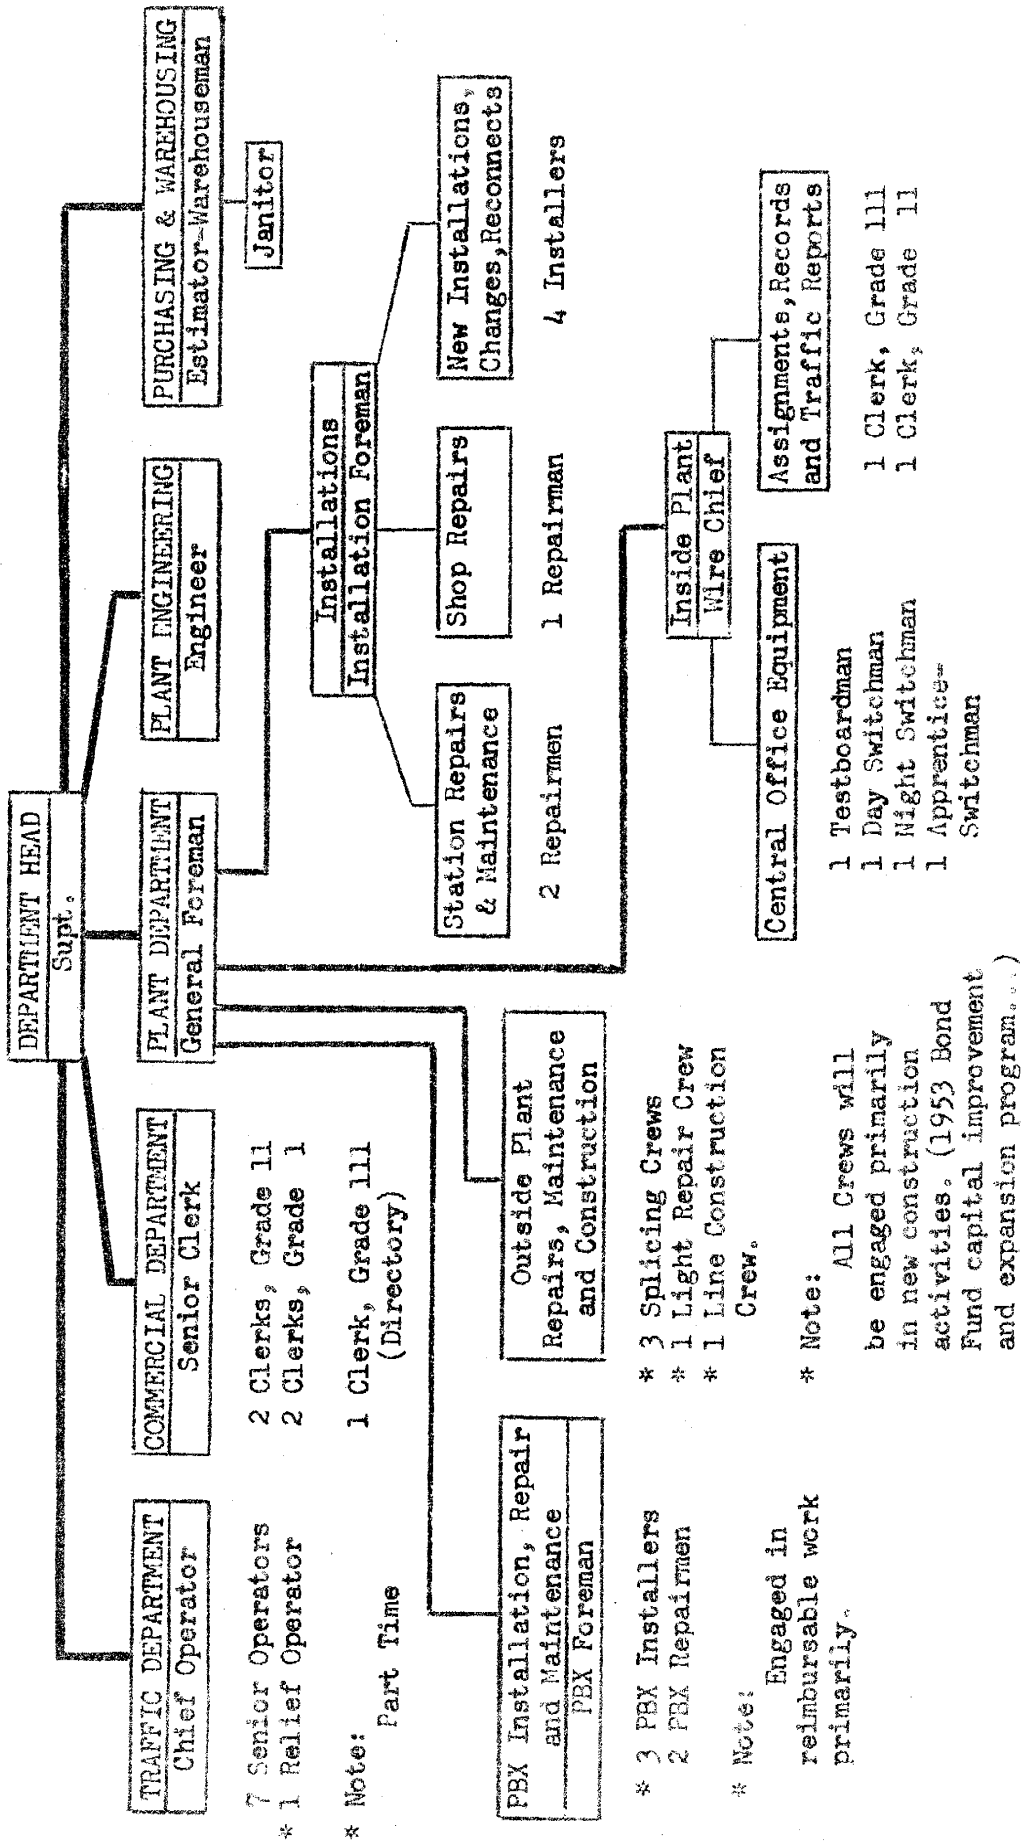 DEPARTMENT HEAD
Supt.
TRAFFIC DEPARTMENT
Chief Operator
7 Senior Operators
* 1 Relief Operator
* Note:
Part Time
COMMERCIAL DEPARTMENT
Senior Clerk
2 Clerks, Grade 11
2 Clerks, Grade 1
1 Clerk, Grade 111
(Directory)
PLANT DEPARTMENT
General Foreman
PLANT ENGINEERING
Engineer
PURCHASING & WAREHOUSING
Estimator-Warehouseman
Janitor
Installations
Installation Foreman
Station Repairs
& Maintenance
2 Repairmen
Shop Repairs
1 Repairman
New Installations,
Changes,Reconnects
4 Installers
PBX Installation, Repair
and Maintenance
PBX Foreman
* 3 PBX Installers
2 PBX Repairmen
* Note:
Engaged in
reimbursable work
primarily.
Outside Plant
Repairs, Maintenance
and Construction
* 3 Splicing Crews
* 1 Light Repair Crew
* 1 Line Construction
Crew.
* Note:
All Crews will
be engaged primarily
in new construction
activities. (1953 Bond
Fund capital improvement
and expansion program...)
Inside Plant
Wire Chief
Central Office Equipment
1 Testboardman
1 Day Switchman
1 Night Switchman
1 Apprentice-
Switchman
Assignments,Records
and Traffic Reports
1 Clerk, Grade 111
1 Clerk, Grade 11